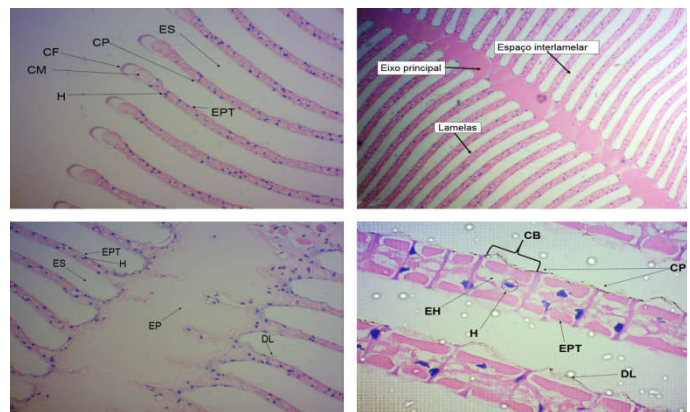 ES
CP
CF
CM
H
EPT
Espaço interlamelar
Eixo principal
Lamelas
EPT
H
ES
EP
DL
CB
CP
EH
H
EPT
DL